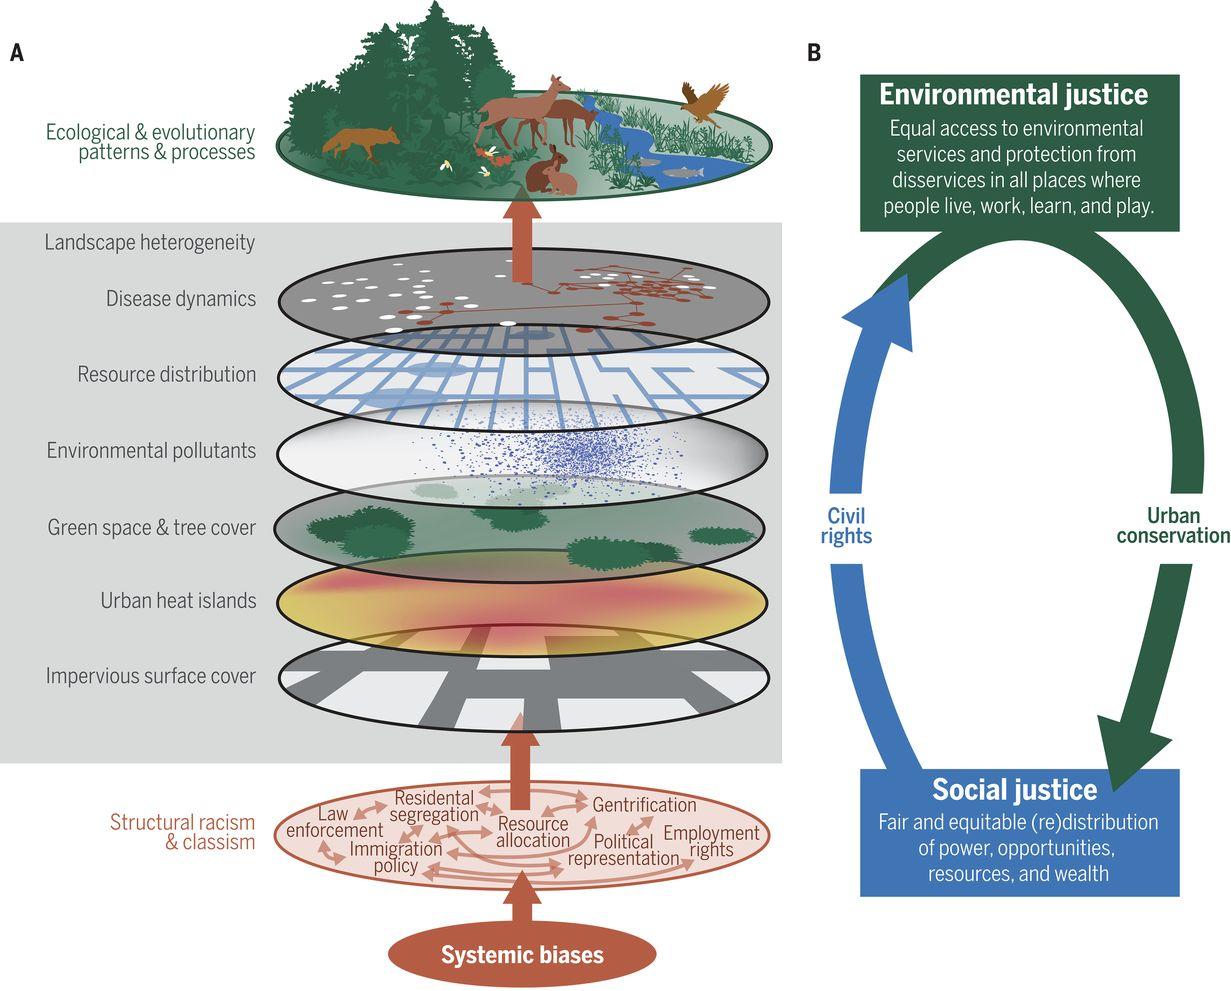 A
Ecological & evolutionary
patterns & processes
Landscape heterogeneity
Disease dynamics
Resource distribution
Environmental pollutants
Green space & tree cover
Urban heat islands
Impervious surface cover
Structural racism
& classism
Law
enforcement
Residential
segregation
Immigration
policy
Resource
allocation
Gentrification
Political
representation
Employment
rights
Systemic biases
B
Environmental justice
Equal access to environmental
services and protection from
disservices in all places where
people live, work, learn, and play.
Civil
rights
Urban
conservation
Social justice
Fair and equitable (re)distribution
of power, opportunities,
resources, and wealth